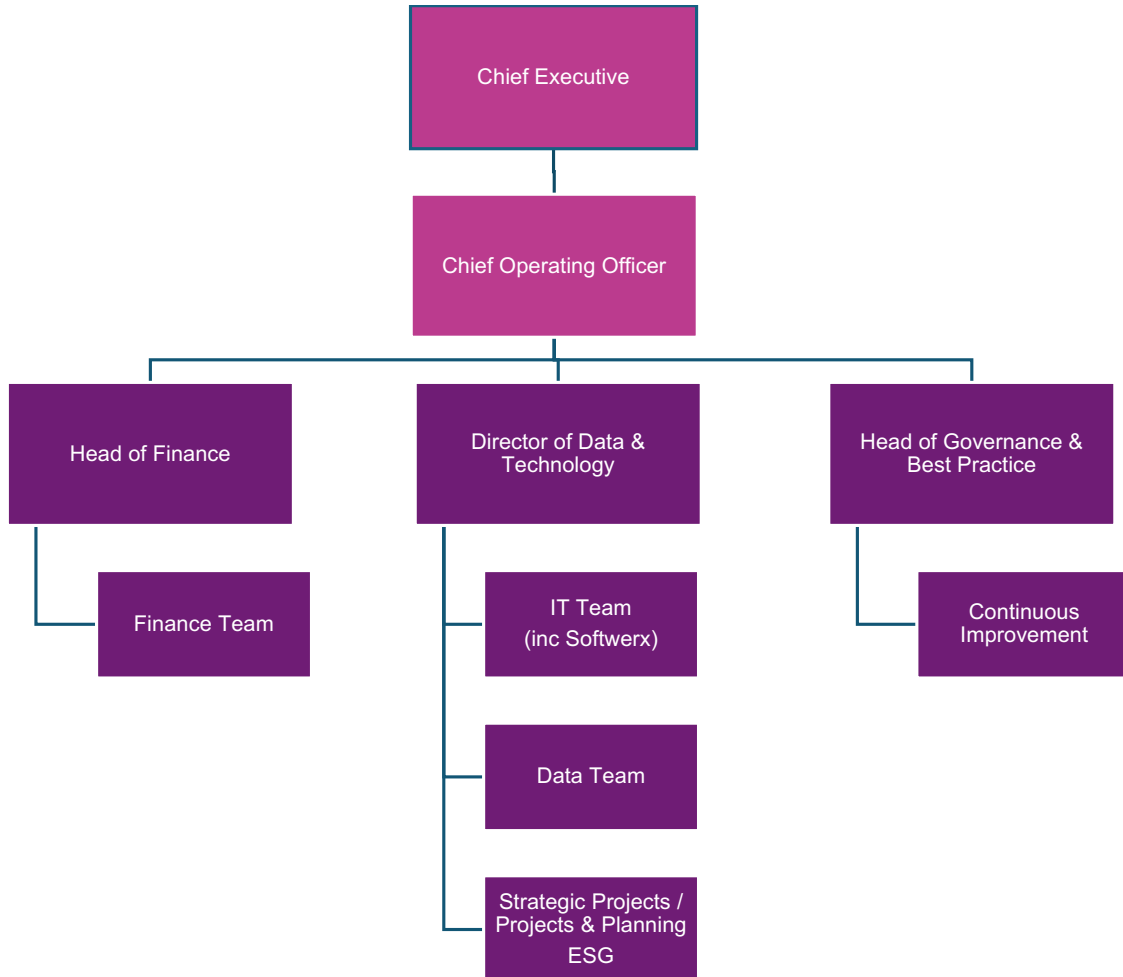 Chief Executive
Chief Operating Officer
Head of Finance
Director of Data &
Technology
Head of Governance &
Best Practice
Finance Team
IT Team
(inc Softwerx)
Continuous
Improvement
Data Team
Strategic Projects /
Projects & Planning
ESG